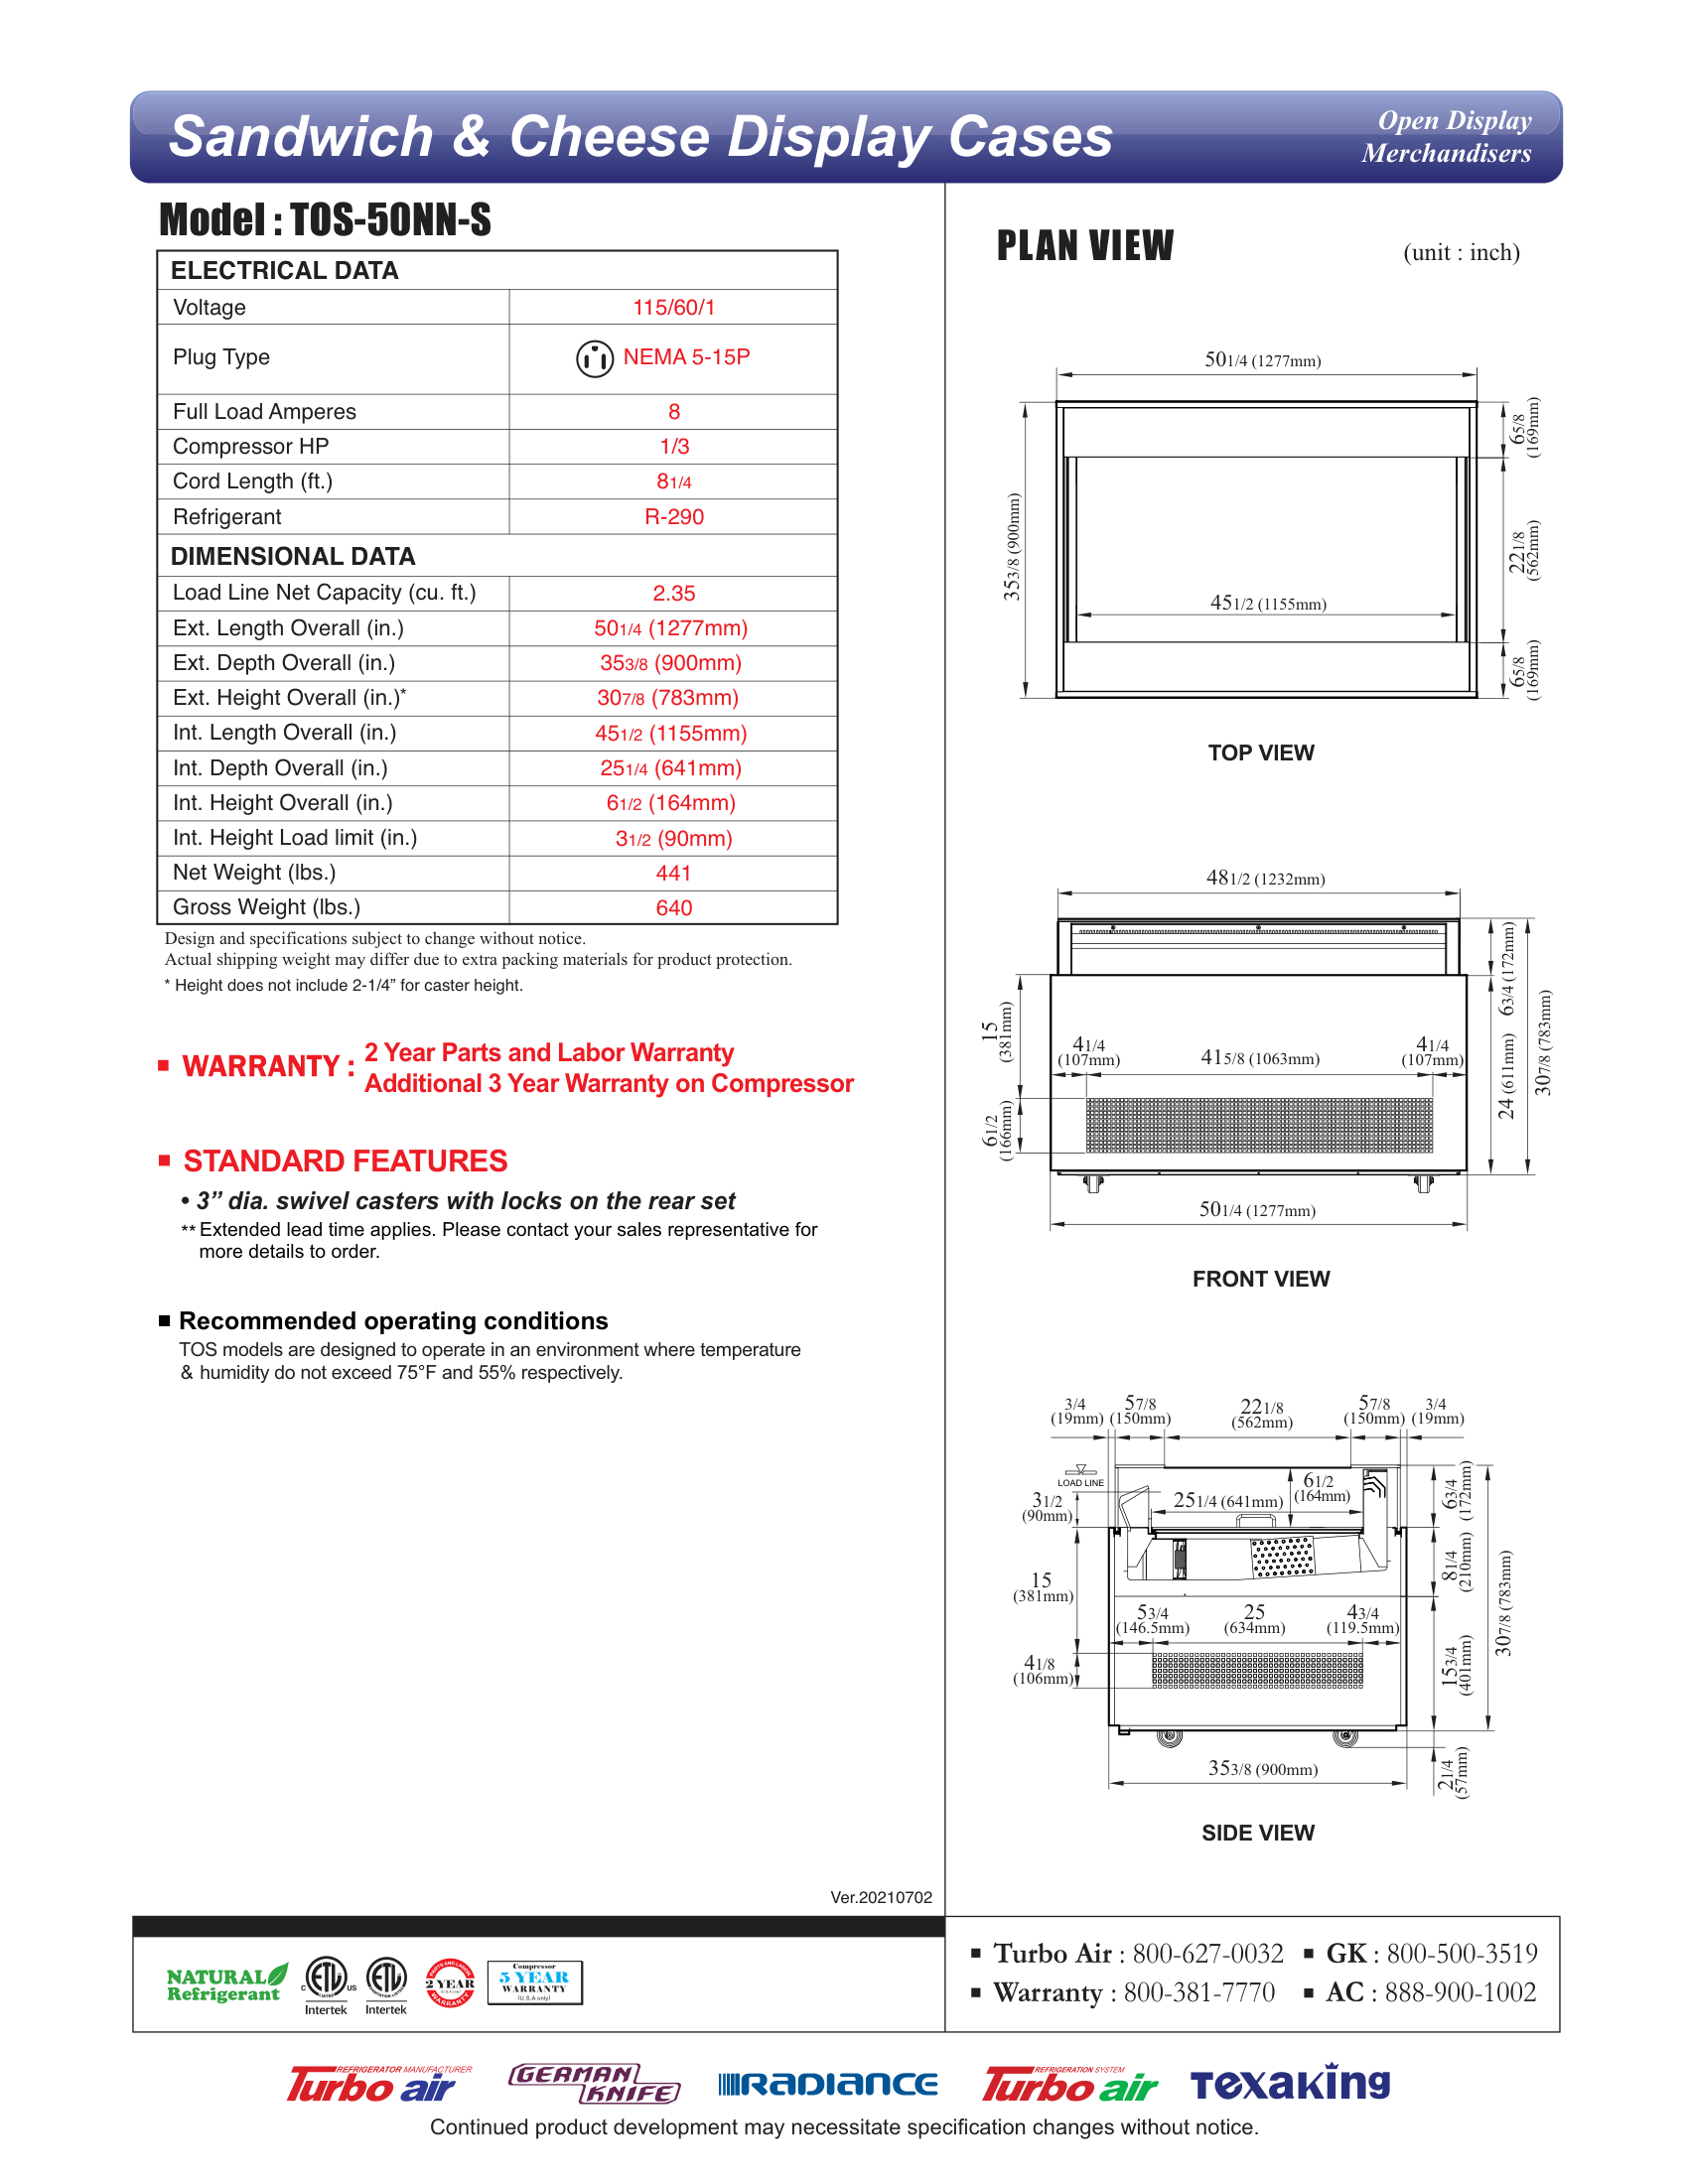 Sandwich & Cheese Display Cases
Open Display
Merchandisers
Model : TOS-50NN-S
ELECTRICAL DATA
Voltage 115/60/1
Plug Type NEMA 5-15P
Full Load Amperes 8
Compressor HP 1/3
Cord Length (ft.) 81/4
Refrigerant R-290
DIMENSIONAL DATA
Load Line Net Capacity (cu. ft.) 2.35
Ext. Length Overall (in.) 501/4 (1277mm)
Ext. Depth Overall (in.) 353/8 (900mm)
Ext. Height Overall (in.)* 307/8 (783mm)
Int. Length Overall (in.) 451/2 (1155mm)
Int. Depth Overall (in.) 251/4 (641mm)
Int. Height Overall (in.) 61/2 (164mm)
Int. Height Load limit (in.) 31/2 (90mm)
Net Weight (lbs.) 441
Gross Weight (lbs.) 640
Design and specifications subject to change without notice.
Actual shipping weight may differ due to extra packing materials for product protection.
* Height does not include 2-1/4” for caster height.
▪ WARRANTY : 2 Year Parts and Labor Warranty
Additional 3 Year Warranty on Compressor
▪ STANDARD FEATURES
• 3” dia. swivel casters with locks on the rear set
** Extended lead time applies. Please contact your sales representative for
more details to order.
■ Recommended operating conditions
TOS models are designed to operate in an environment where temperature
& humidity do not exceed 75°F and 55% respectively.
Ver.20210702
PLAN VIEW (unit : inch)
501/4 (1277mm)
65/8
(169mm)
353/8 (900mm)
221/8
(562mm)
451/2 (1155mm)
65/8
(169mm)
TOP VIEW
481/2 (1232mm)
63/4 (172mm)
15
(381mm)
41/4
(107mm)
415/8 (1063mm)
41/4
(107mm)
24 (611mm)
307/8 (783mm)
61/2
(166mm)
501/4 (1277mm)
FRONT VIEW
3/4
(19mm)
57/8
(150mm)
221/8
(562mm)
57/8
(150mm)
3/4
(19mm)
LOAD LINE
31/2
(90mm)
251/4 (641mm)
61/2
(164mm)
63/4
(172mm)
15
(381mm)
81/4
(210mm)
307/8 (783mm)
53/4
(146.5mm)
25
(634mm)
43/4
(119.5mm)
41/8
(106mm)
153/4
(401mm)
353/8 (900mm)
21/4
(57mm)
SIDE VIEW
NATURAL
Refrigerant
C ETL US
LISTED
Intertek
ETL
Intertek
PARTS AND LABOR
2 YEAR
WARRANTY
Compressor
5 YEAR
WARRANTY
(U.S.A only)
▪ Turbo Air : 800-627-0032 ▪ GK : 800-500-3519
▪ Warranty : 800-381-7770 ▪ AC : 888-900-1002
REFRIGERATOR MANUFACTURER
Turbo air
GERMAN
KNIFE
RADIANCE
REFRIGERATION SYSTEM
Turbo air
Texaking
Continued product development may necessitate specification changes without notice.